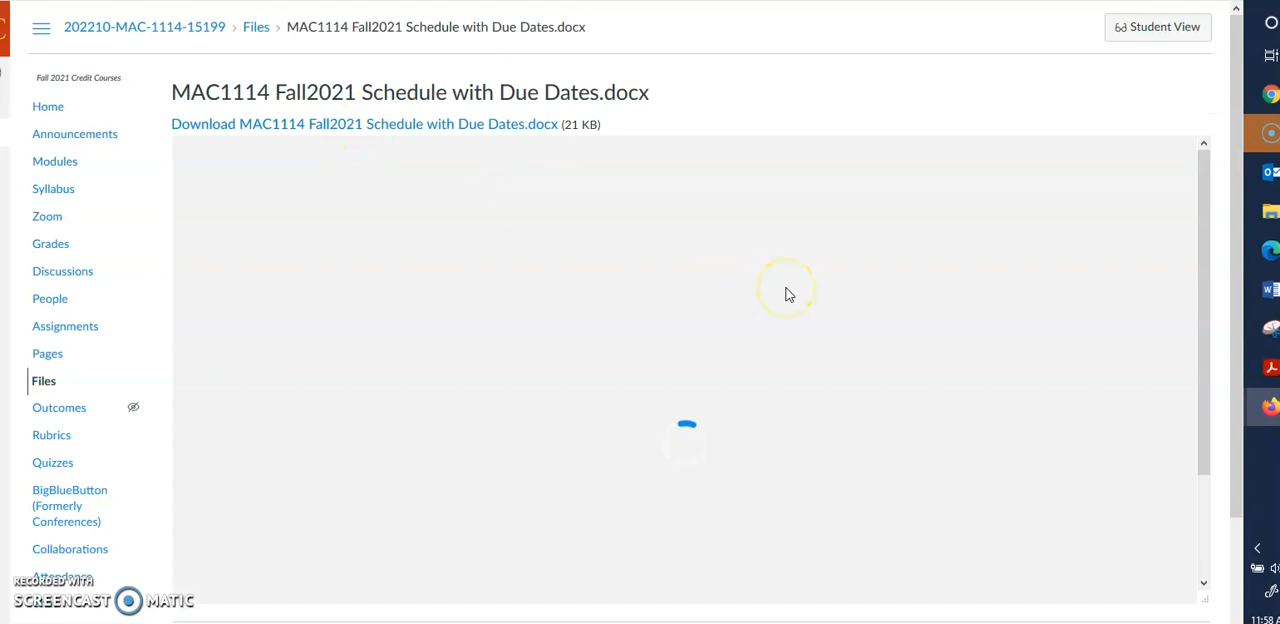 202210-MAC-1114-15199 › Files › MAC1114 Fall2021 Schedule with Due Dates.docx
Student View
Fall 2021 Credit Courses
MAC1114 Fall2021 Schedule with Due Dates.docx
Download MAC1114 Fall2021 Schedule with Due Dates.docx (21 KB)
Home
Announcements
Modules
Syllabus
Zoom
Grades
Discussions
People
Assignments
Pages
Files
Outcomes
Rubrics
Quizzes
BigBlueButton
(Formerly
Conferences)
Collaborations
Attendance
RECORDED WITH
SCREENCAST MATIC
11:58